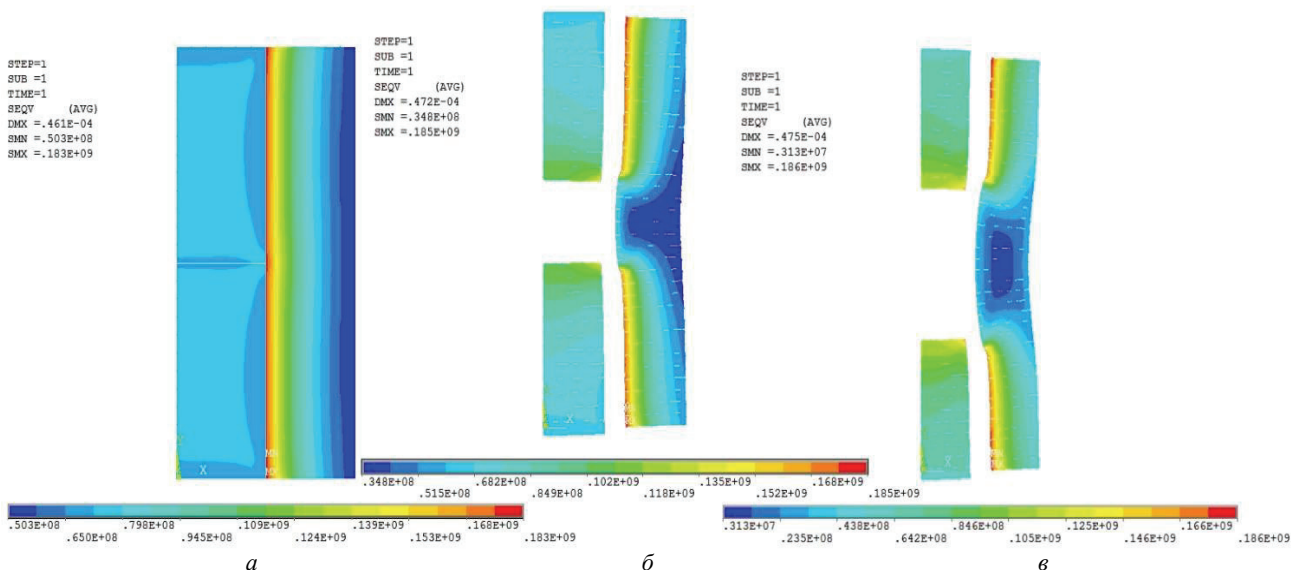 STEP=1
SUB =1
TIME=1
SEQV (AVG)
DMX =.461E-04
SMN =.503E+08
SMX =.183E+09
X
MN
MX
.503E+08 .798E+08 .109E+09 .139E+09 .168E+09
.650E+08 .945E+08 .124E+09 .153E+09 .183E+09
а
STEP=1
SUB =1
TIME=1
SEQV (AVG)
DMX =.472E-04
SMN =.348E+08
SMX =.185E+09
X
.348E+08 .682E+08 .102E+09 .135E+09 .168E+09
.515E+08 .849E+08 .118E+09 .152E+09 .185E+09
б
STEP=1
SUB =1
TIME=1
SEQV (AVG)
DMX =.475E-04
SMN =.313E+07
SMX =.186E+09
X
MX
.313E+07 .438E+08 .846E+08 .125E+09 .166E+09
.235E+08 .642E+08 .105E+09 .146E+09 .186E+09
в